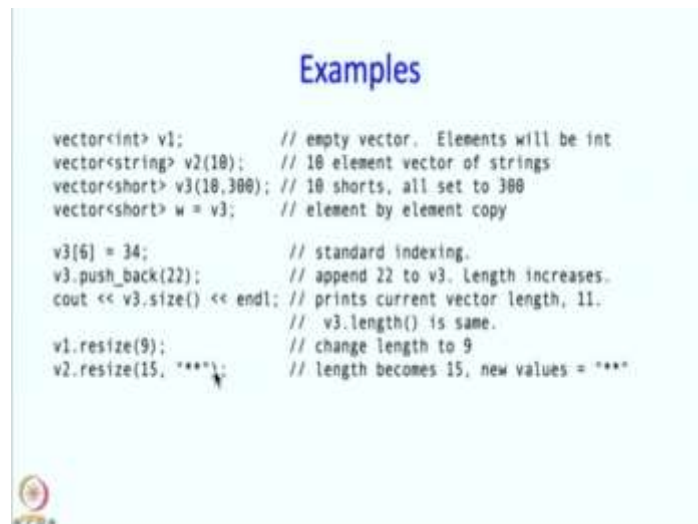 Examples
vector<int> v1; // empty vector. Elements will be int
vector<string> v2(10); // 10 element vector of strings
vector<short> v3(10,300); // 10 shorts, all set to 300
vector<short> w = v3; // element by element copy
v3[6] = 34; // standard indexing.
v3.push_back(22); // append 22 to v3. Length increases.
cout << v3.size() << endl; // prints current vector length, 11.
// v3.length() is same.
v1.resize(9); // change length to 9
v2.resize(15, "**"); // length becomes 15, new values = "**"